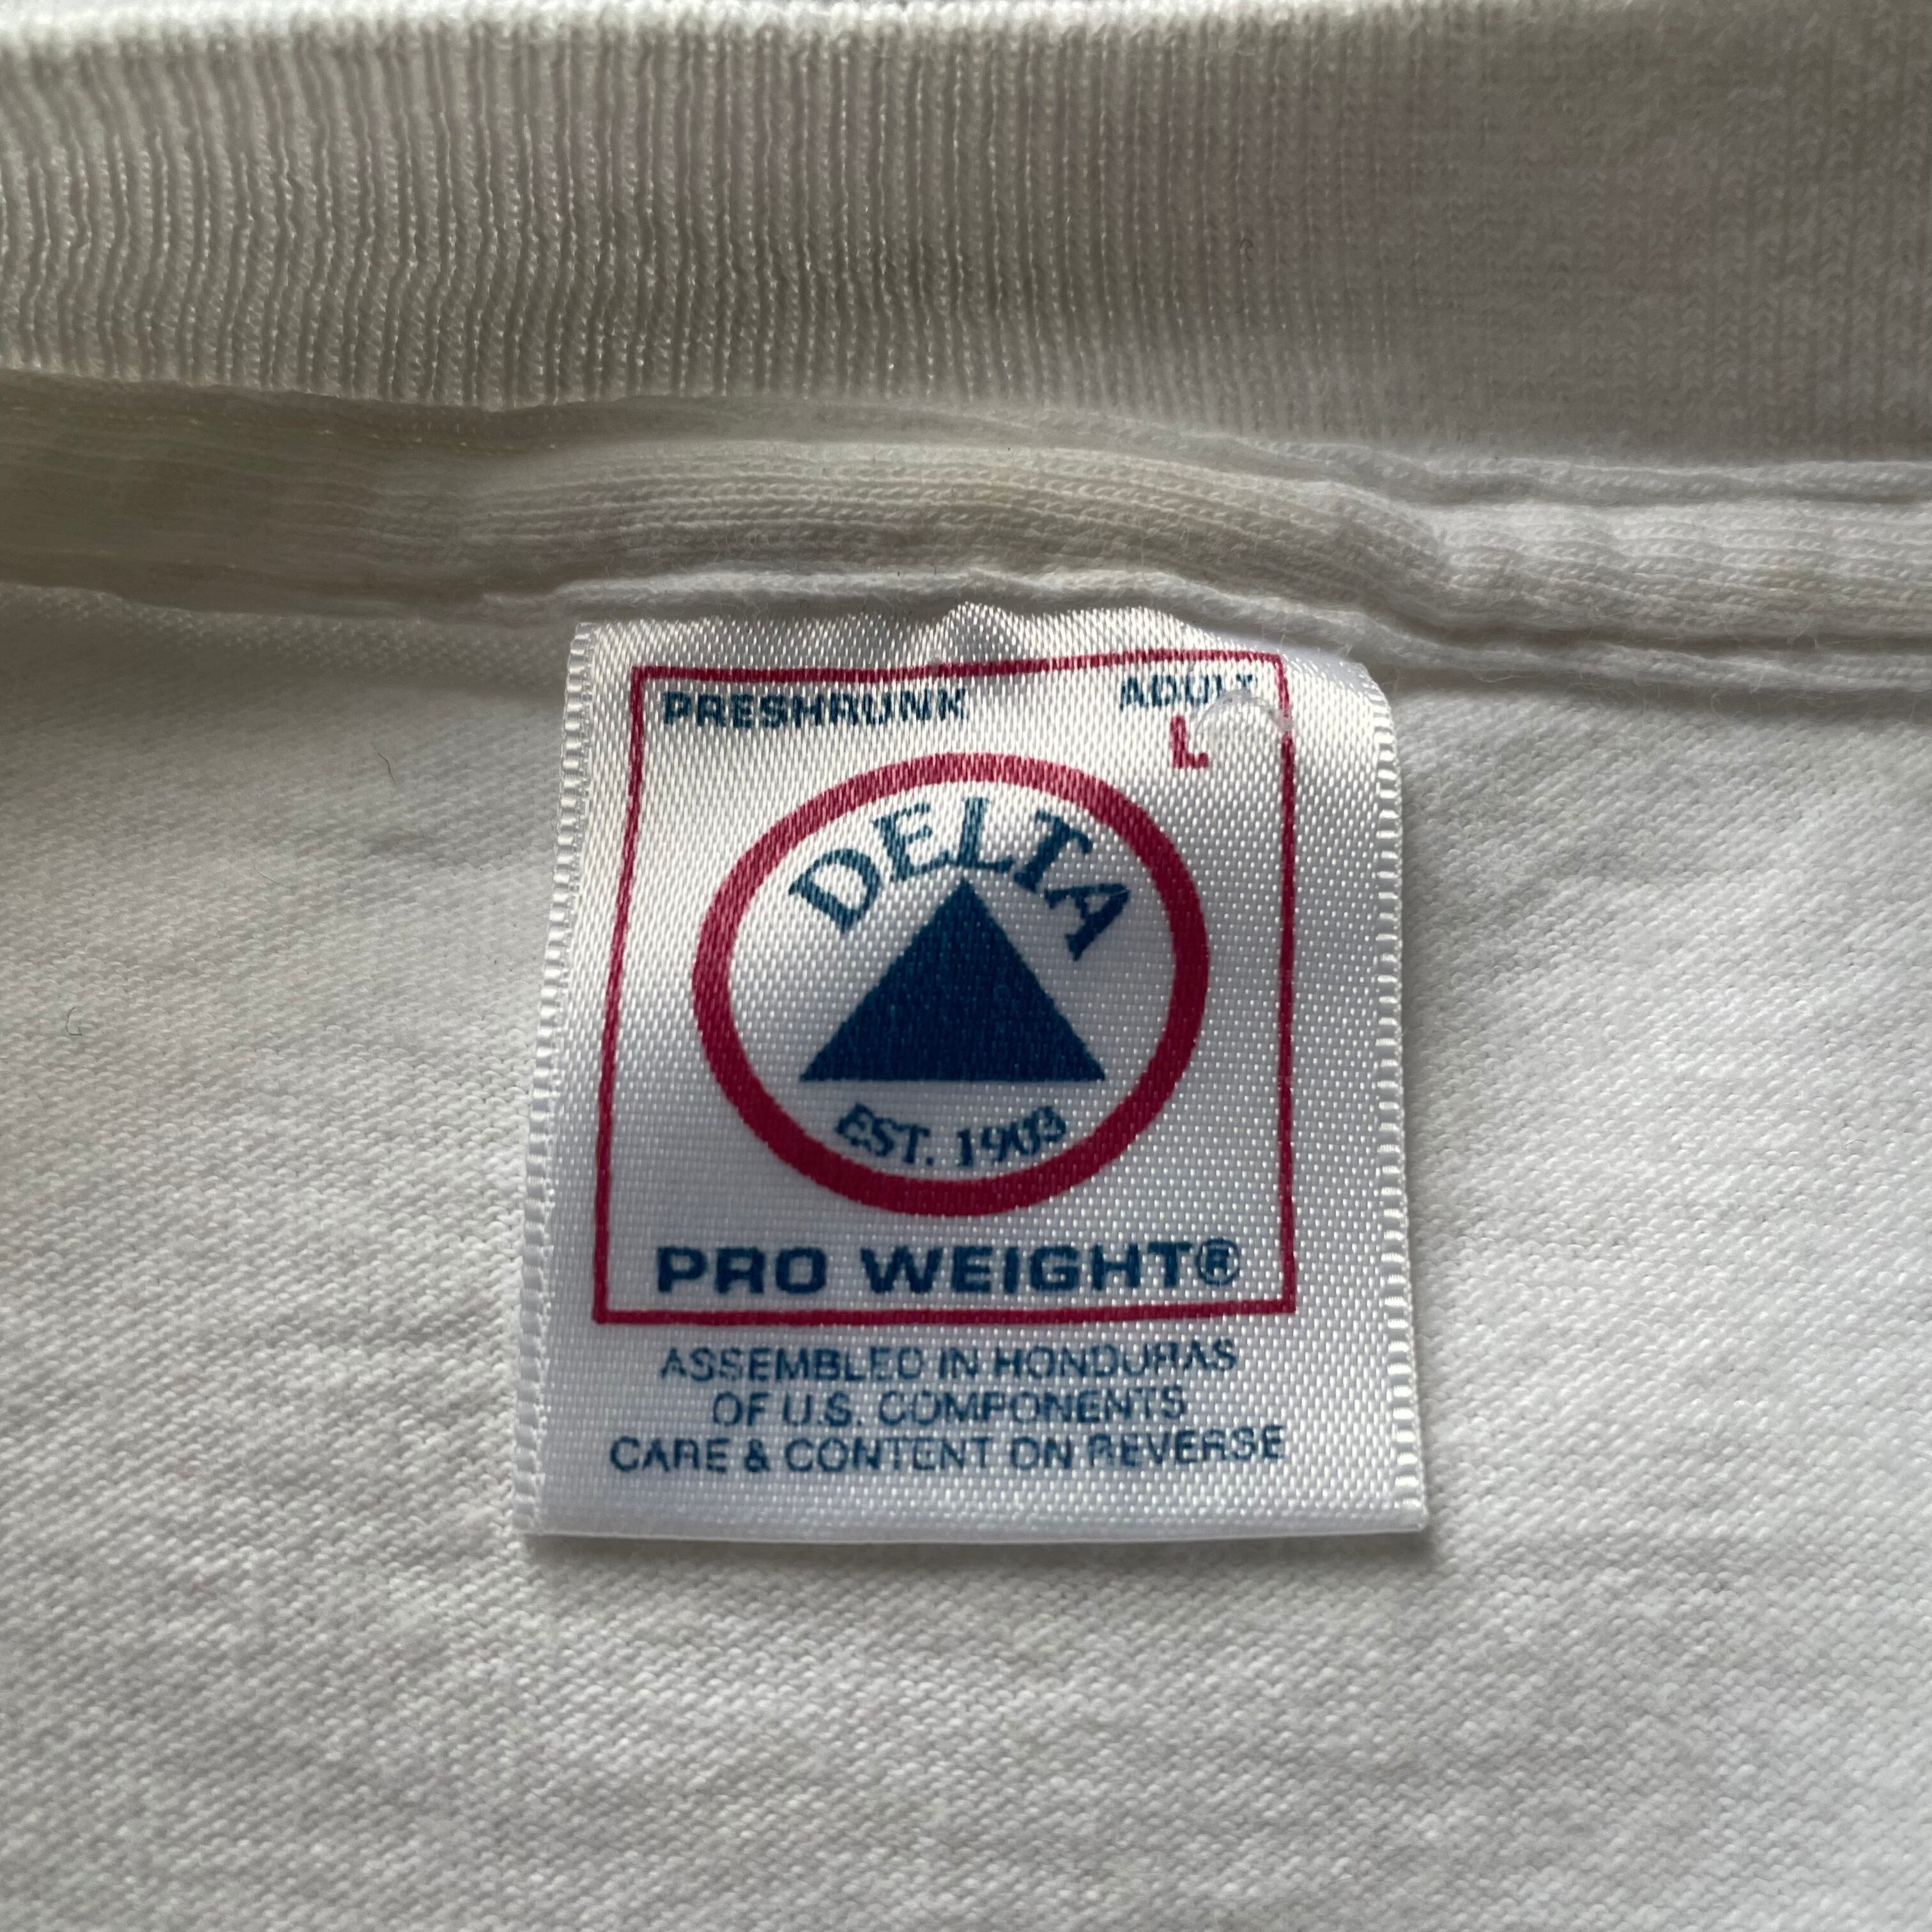 PRESHRUNK ADULT
L
DELTA
EST. 1903
PRO WEIGHT®
ASSEMBLED IN HONDURAS
OF U.S. COMPONENTS
CARE & CONTENT ON REVERSE